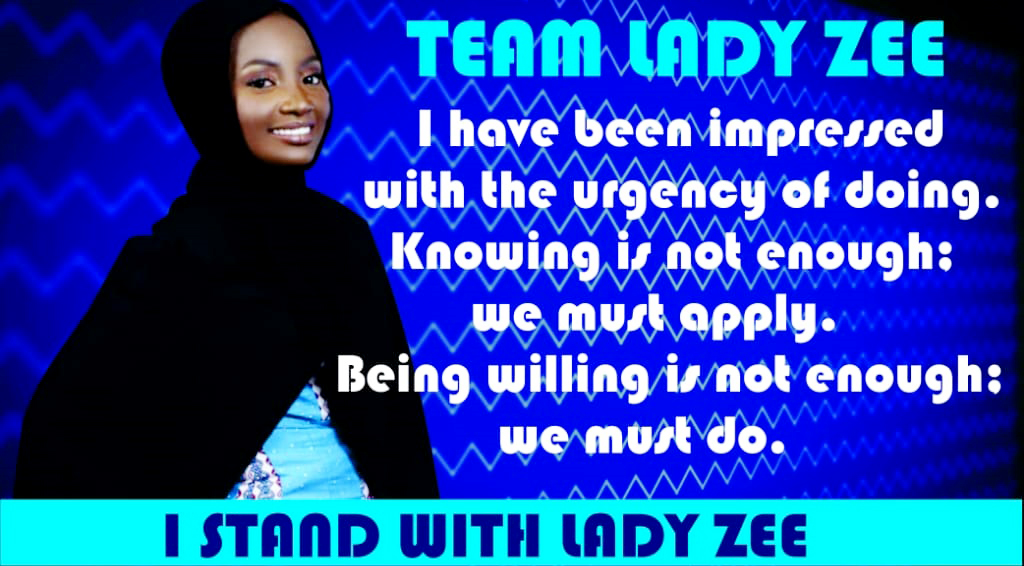 TEAM LADY ZEE
I have been impressed
with the urgency of doing.
Knowing is not enough;
we must apply.
Being willing is not enough;
we must do.
I STAND WITH LADY ZEE